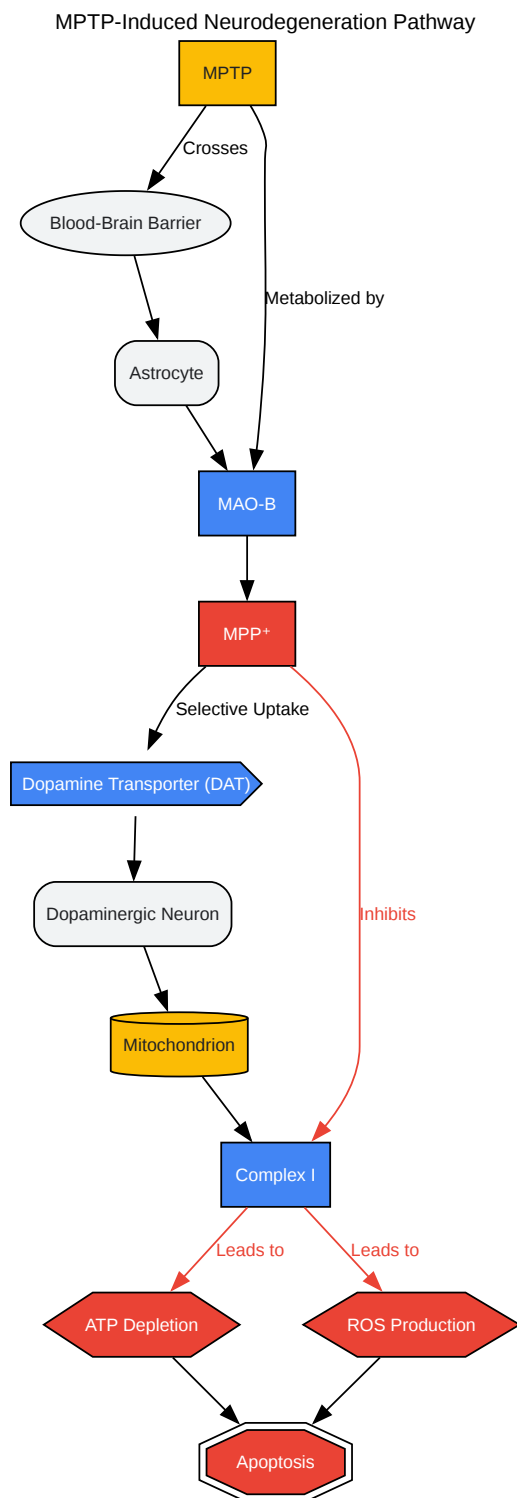 MPTP-Induced Neurodegeneration Pathway
MPTP
Crosses
Blood-Brain Barrier
Metabolized by
Astrocyte
MAO-B
MPP⁺
Selective Uptake
Dopamine Transporter (DAT)
Dopaminergic Neuron
Inhibits
Mitochondrion
Complex I
Leads to
Leads to
ATP Depletion
ROS Production
Apoptosis